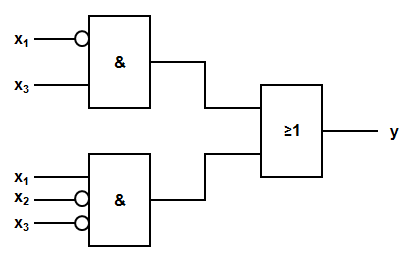 x₁
&
x₃
≥1
y
x₁
x₂
&
x₃